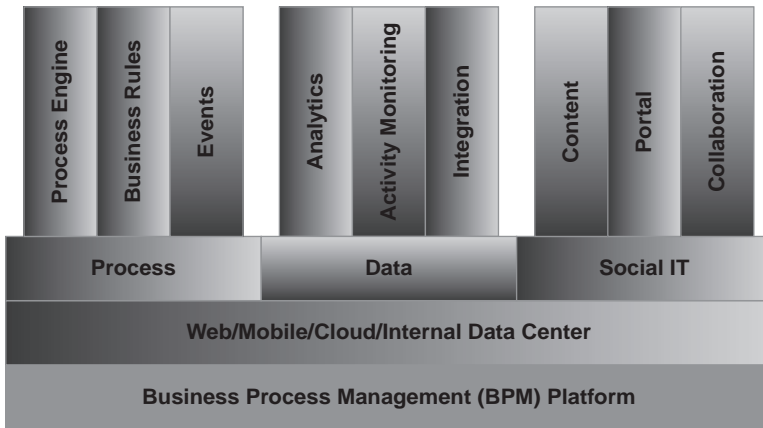 Process Engine
Business Rules
Events
Analytics
Activity Monitoring
Integration
Content
Portal
Collaboration
Process
Data
Social IT
Web/Mobile/Cloud/Internal Data Center
Business Process Management (BPM) Platform